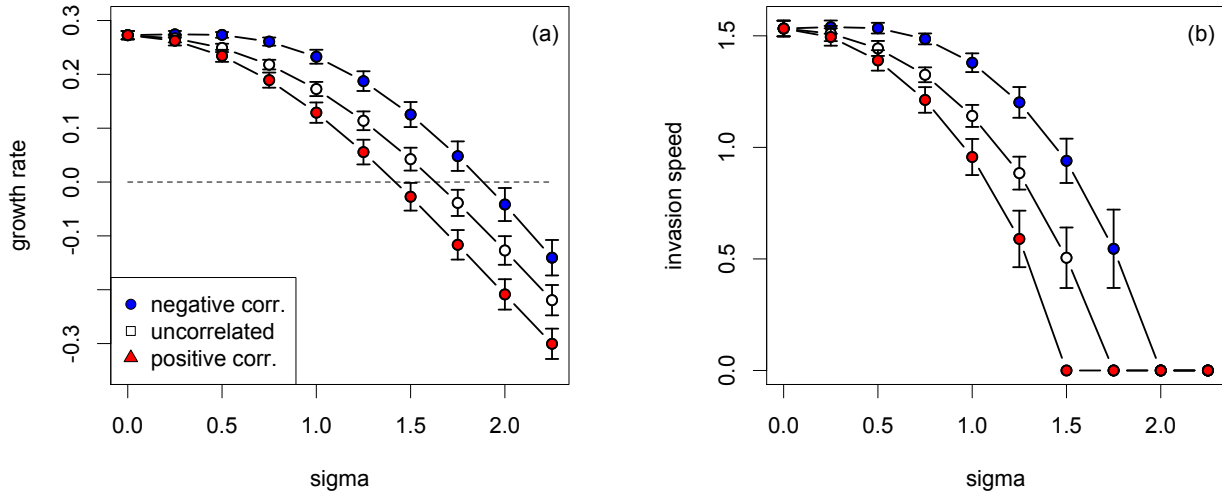 (a)
growth rate
0.3
0.2
0.1
0.0
-0.1
-0.3
negative corr.
uncorrelated
positive corr.
0.0 0.5 1.0 1.5 2.0
sigma
(b)
invasion speed
1.5
1.0
0.5
0.0
0.0 0.5 1.0 1.5 2.0
sigma